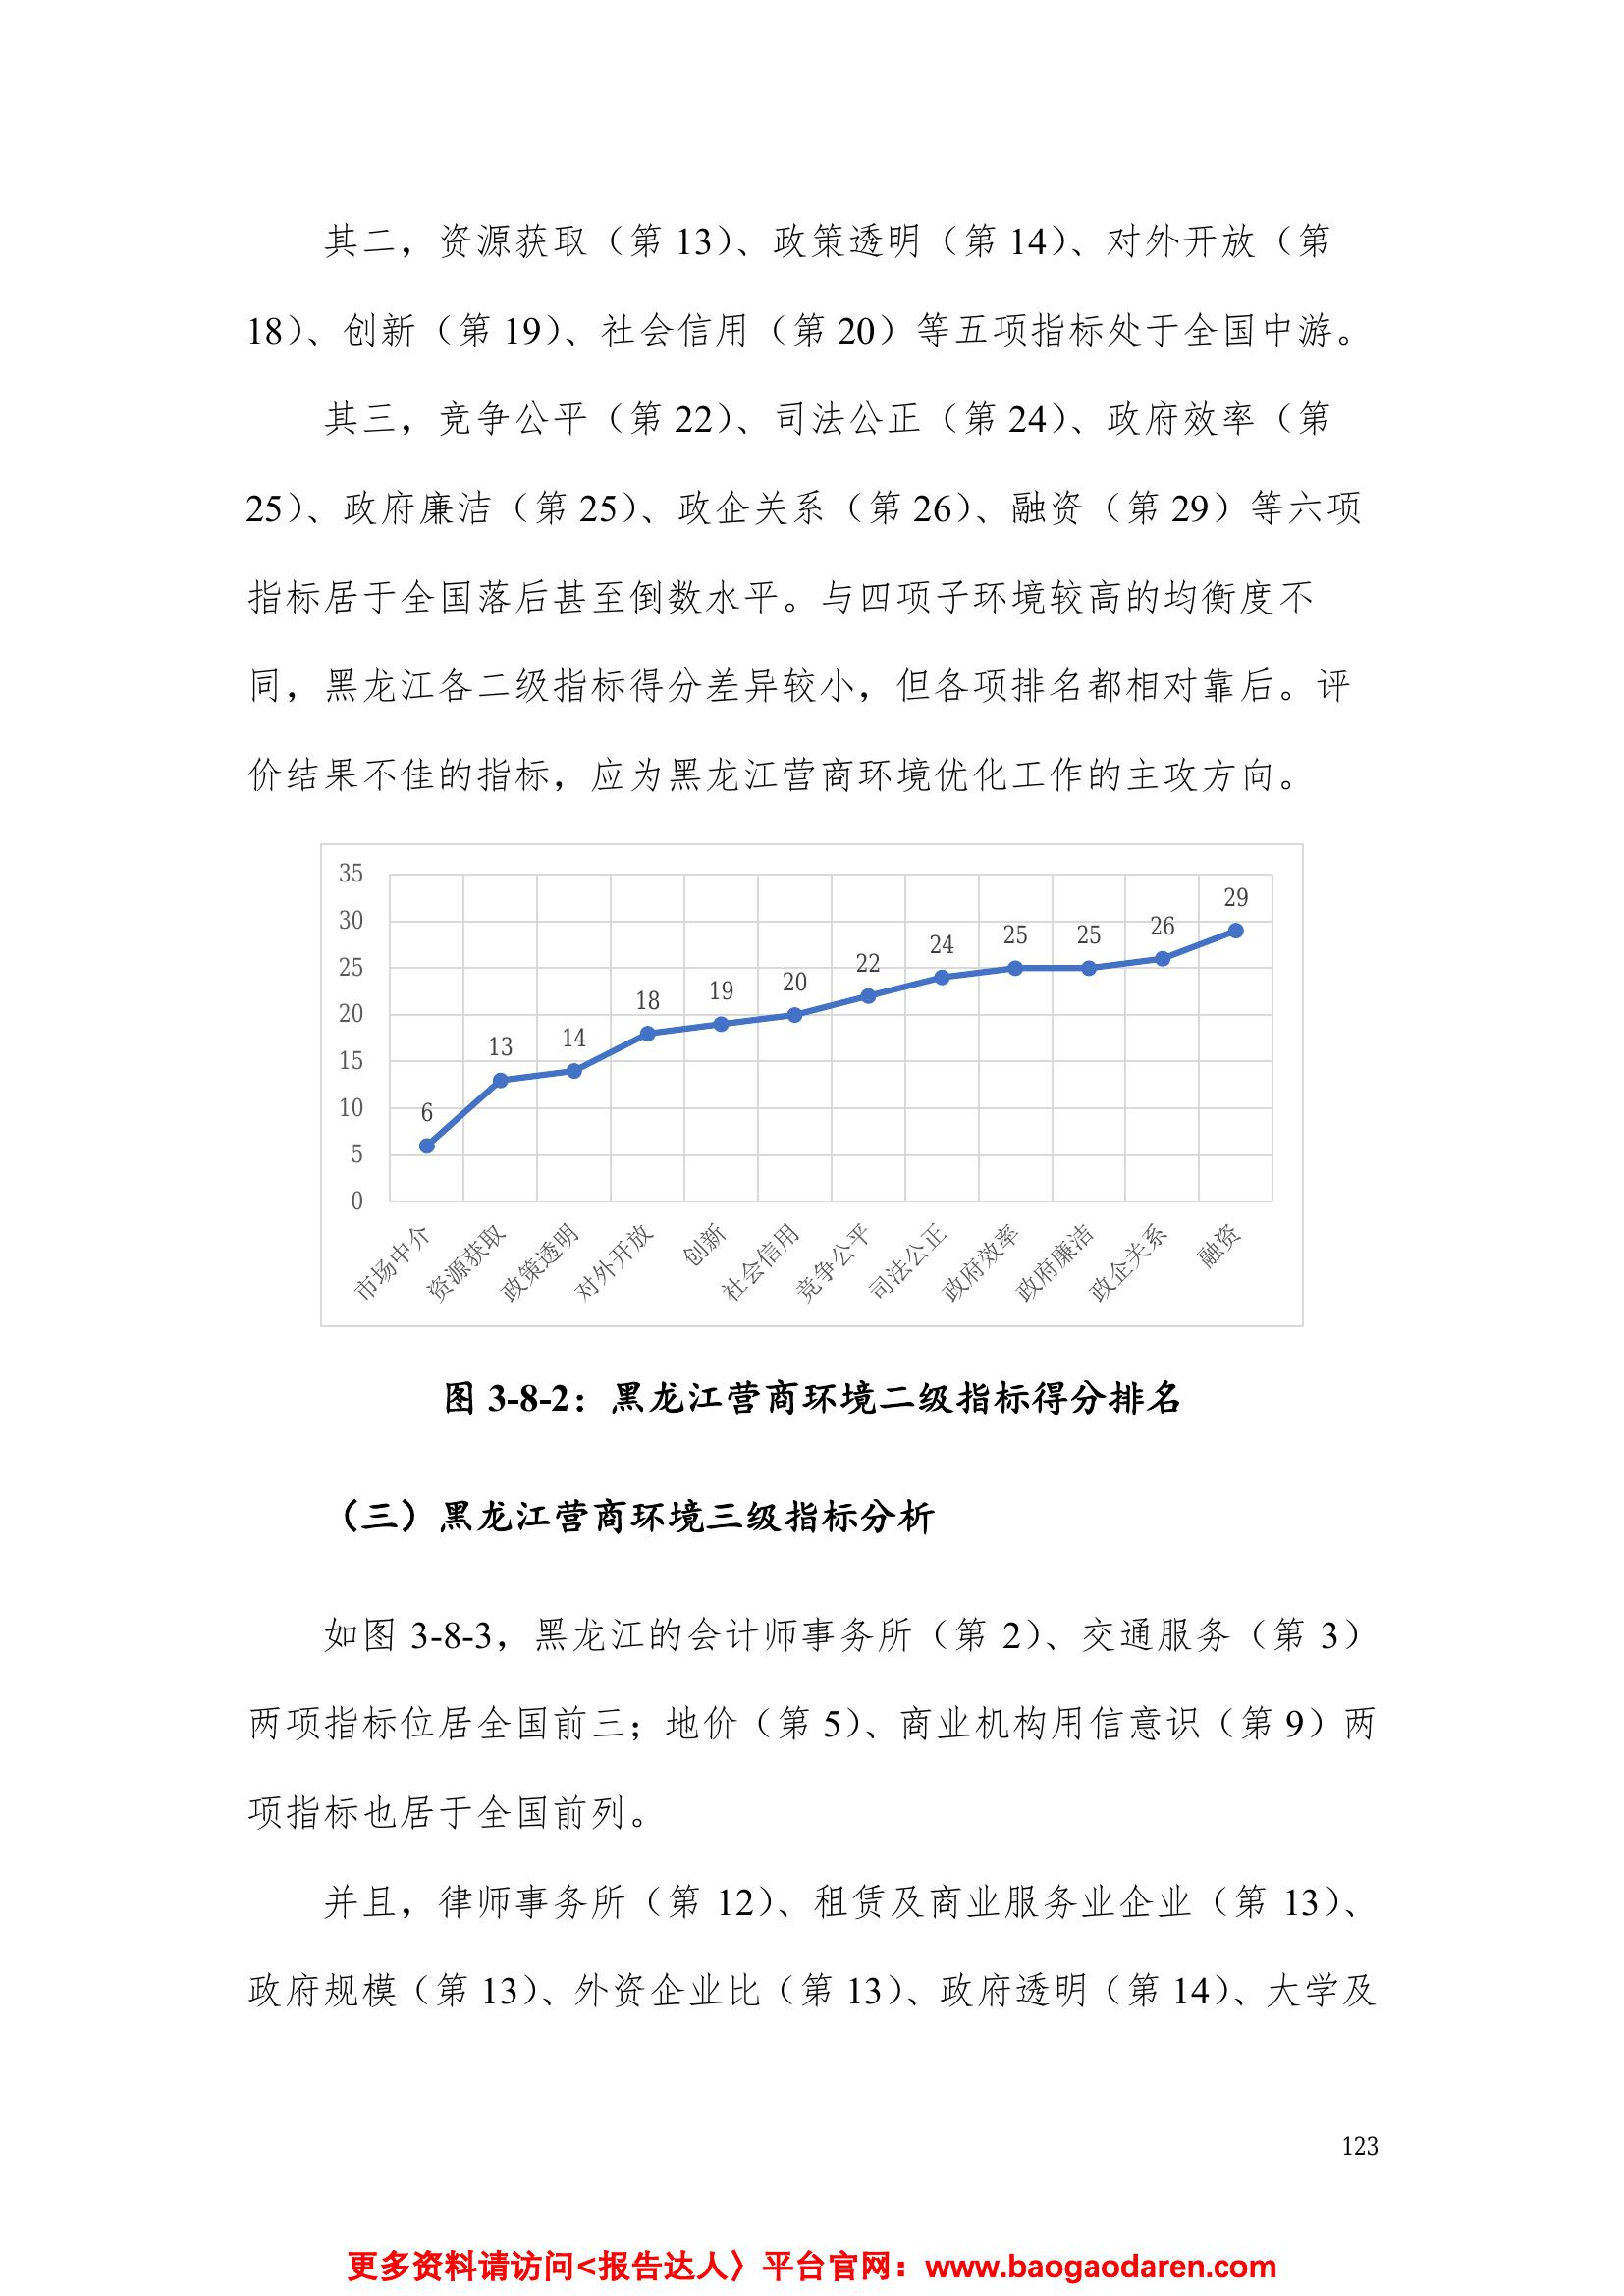 其二，资源获取（第 13）、政策透明（第 14）、对外开放（第
18）、创新（第 19）、社会信用（第 20）等五项指标处于全国中游。
其三，竞争公平（第 22）、司法公正（第 24）、政府效率（第
25）、政府廉洁（第 25）、政企关系（第 26）、融资（第 29）等六项
指标居于全国落后甚至倒数水平。与四项子环境较高的均衡度不
同，黑龙江各二级指标得分差异较小，但各项排名都相对靠后。评
价结果不佳的指标，应为黑龙江营商环境优化工作的主攻方向。
35
30
25
20
15
10
5
0
6
13
14
18
19
20
22
24
25
25
26
29
市场中介
资源获取
政策透明
对外开放
创新
社会信用
竞争公平
司法公正
政府效率
政府廉洁
政企关系
融资
图 3-8-2：黑龙江营商环境二级指标得分排名
（三）黑龙江营商环境三级指标分析
如图 3-8-3，黑龙江的会计师事务所（第 2）、交通服务（第 3）
两项指标位居全国前三；地价（第 5）、商业机构用信意识（第 9）两
项指标也居于全国前列。
并且，律师事务所（第 12）、租赁及商业服务业企业（第 13）、
政府规模（第 13）、外资企业比（第 13）、政府透明（第 14）、大学及
123
更多资料请访问<报告达人〉平台官网：www.baogaodaren.com